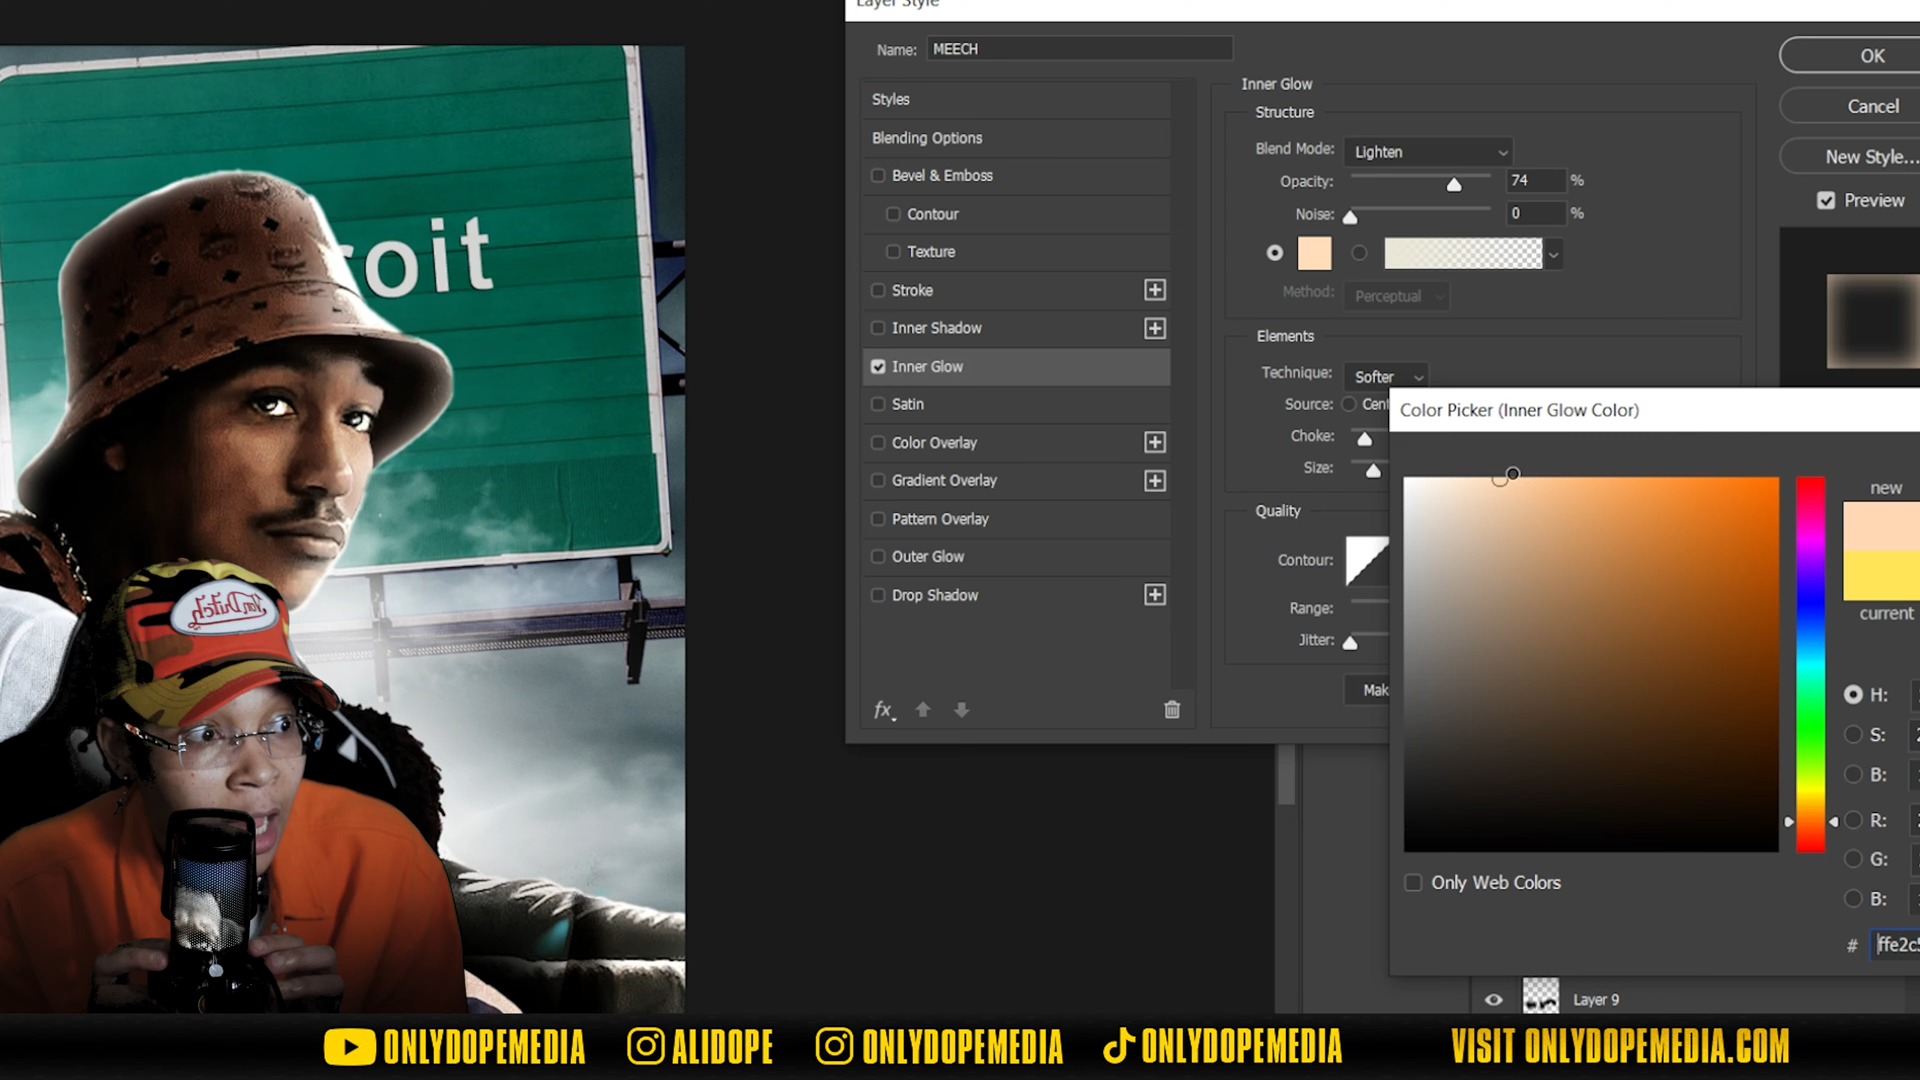 Layer Style
Name: MEECH
Styles
Blending Options
Bevel & Emboss
Contour
Texture
Stroke
Inner Shadow
Inner Glow
Satin
Color Overlay
Gradient Overlay
Pattern Overlay
Outer Glow
Drop Shadow
fx
Inner Glow
Structure
Blend Mode: Lighten
Opacity: 74 %
Noise: 0 %
Method: Perceptual
Elements
Technique: Softer
Source: Cent
Choke:
Size:
Quality
Contour:
Range:
Jitter:
Mak
OK
Cancel
New Style...
Preview
Color Picker (Inner Glow Color)
new
current
H:
S: 2
B:
R: 2
G:
B:
Only Web Colors
# ffe2c5
Layer 9
roit
Von Dutch
ONLYDOPEMEDIA ALIDOPE ONLYDOPEMEDIA ONLYDOPEMEDIA VISIT ONLYDOPEMEDIA.COM